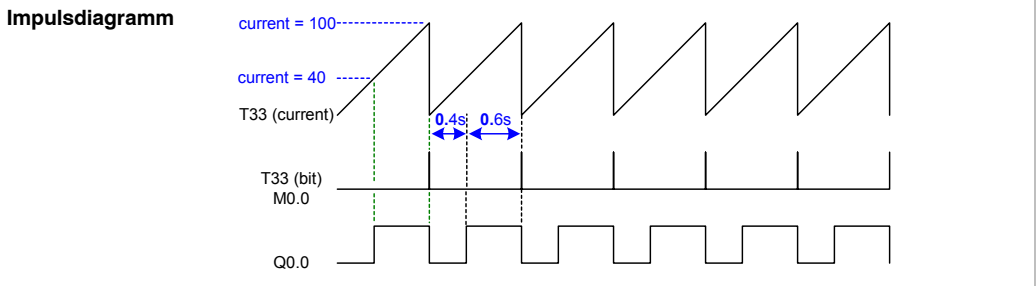 Impulsdiagramm
current = 100
current = 40
T33 (current)
0.4s 0.6s
T33 (bit)
M0.0
Q0.0